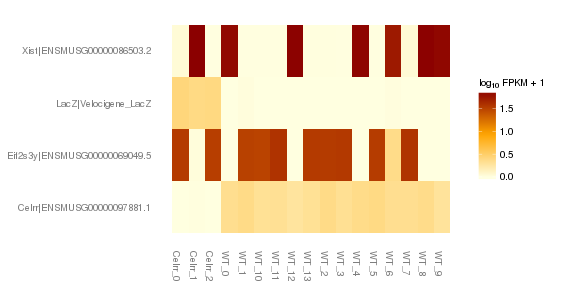 Xist|ENSMUSG00000086503.2
LacZ|Velocigene_LacZ
Eif2s3y|ENSMUSG00000069049.5
Celrr|ENSMUSG00000097881.1
log10 FPKM + 1
1.5
1.0
0.5
0.0
Celrr_0
Celrr_1
Celrr_2
WT_0
WT_1
WT_10
WT_11
WT_12
WT_13
WT_2
WT_3
WT_4
WT_5
WT_6
WT_7
WT_8
WT_9